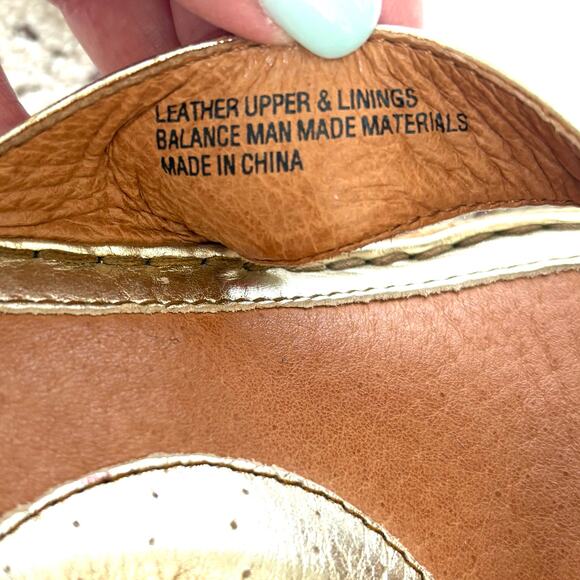 LEATHER UPPER & LININGS
BALANCE MAN MADE MATERIALS
MADE IN CHINA